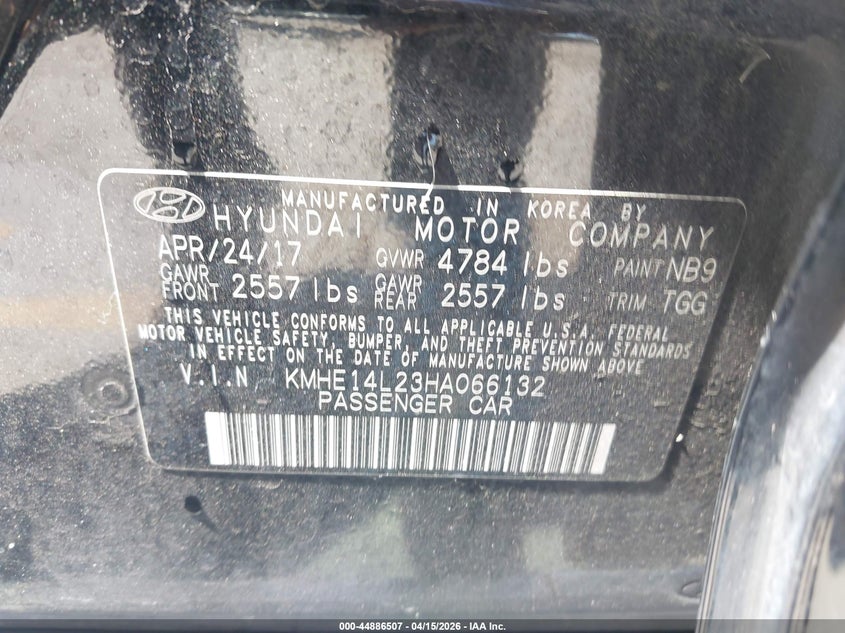 MANUFACTURED IN KOREA BY
HYUNDAI MOTOR COMPANY
APR/24/17 GVWR 4784 lbs PAINT NB9
GAWR FRONT 2557 lbs GAWR REAR 2557 lbs TRIM TGG
THIS VEHICLE CONFORMS TO ALL APPLICABLE U.S.A. FEDERAL
MOTOR VEHICLE SAFETY, BUMPER, AND THEFT PREVENTION STANDARDS
IN EFFECT ON THE DATE OF MANUFACTURE SHOWN ABOVE
V.I.N KMHE14L23HA066132
PASSENGER CAR
000-44886507 - 04/15/2026 - IAA Inc.